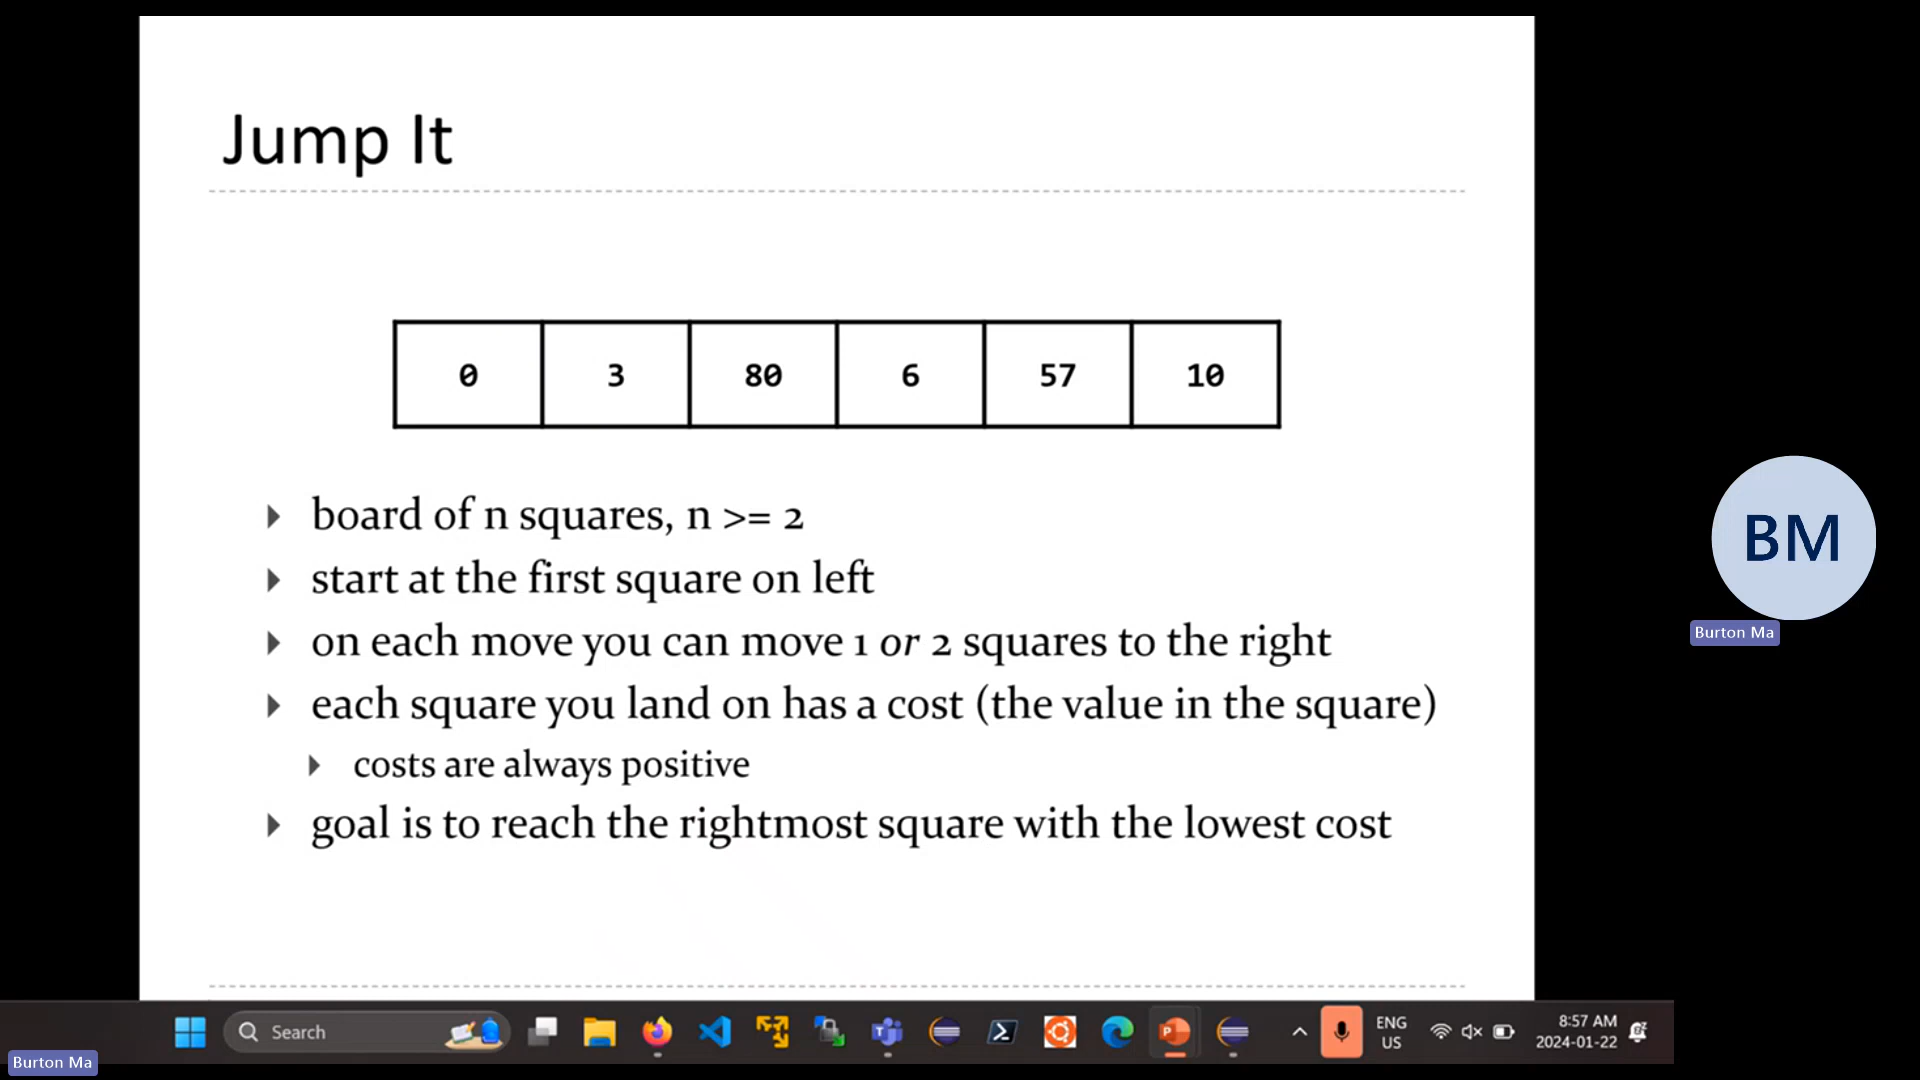 Jump It
0 3 80 6 57 10
board of n squares, n >= 2
start at the first square on left
on each move you can move 1 or 2 squares to the right
each square you land on has a cost (the value in the square)
costs are always positive
goal is to reach the rightmost square with the lowest cost
BM
Burton Ma
Search
ENG
US
8:57 AM
2024-01-22
Burton Ma